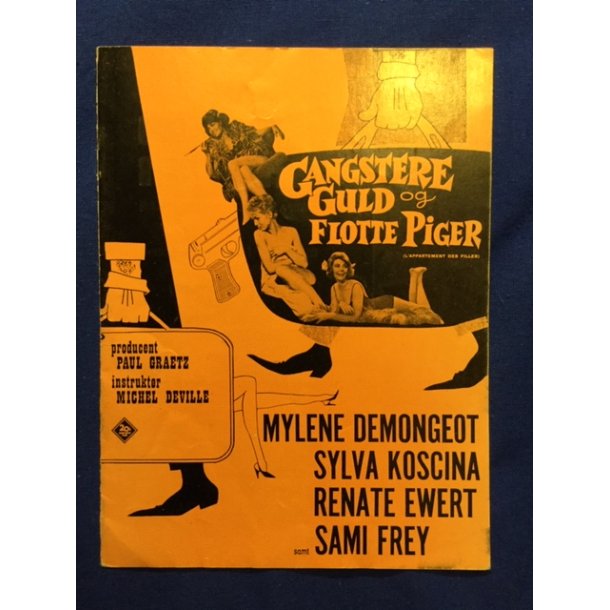 GANGSTERE
GULD og
FLOTTE PIGER
(L'APPARTEMENT DES FILLES)
producent
PAUL GRAETZ
instruktør
MICHEL DEVILLE
MYLENE DEMONGEOT
SYLVA KOSCINA
RENATE EWERT
samt SAMI FREY